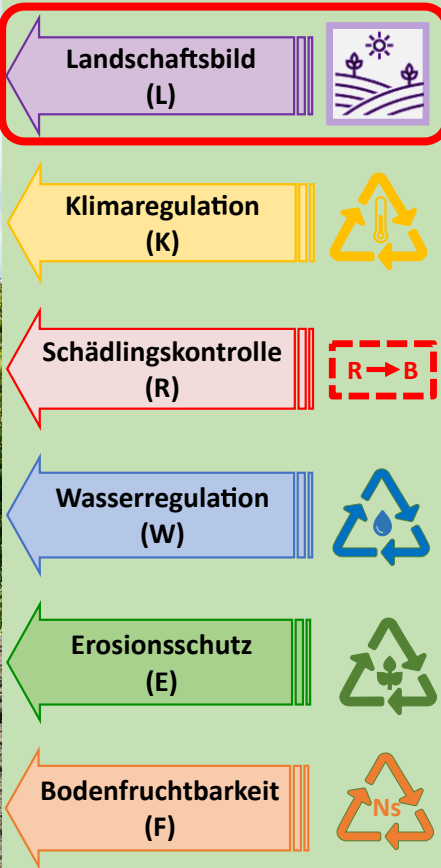 Landschaftsbild
(L)
Klimaregulation
(K)
Schädlingskontrolle
(R)
R → B
Wasserregulation
(W)
Erosionsschutz
(E)
Bodenfruchtbarkeit
(F)
Ns